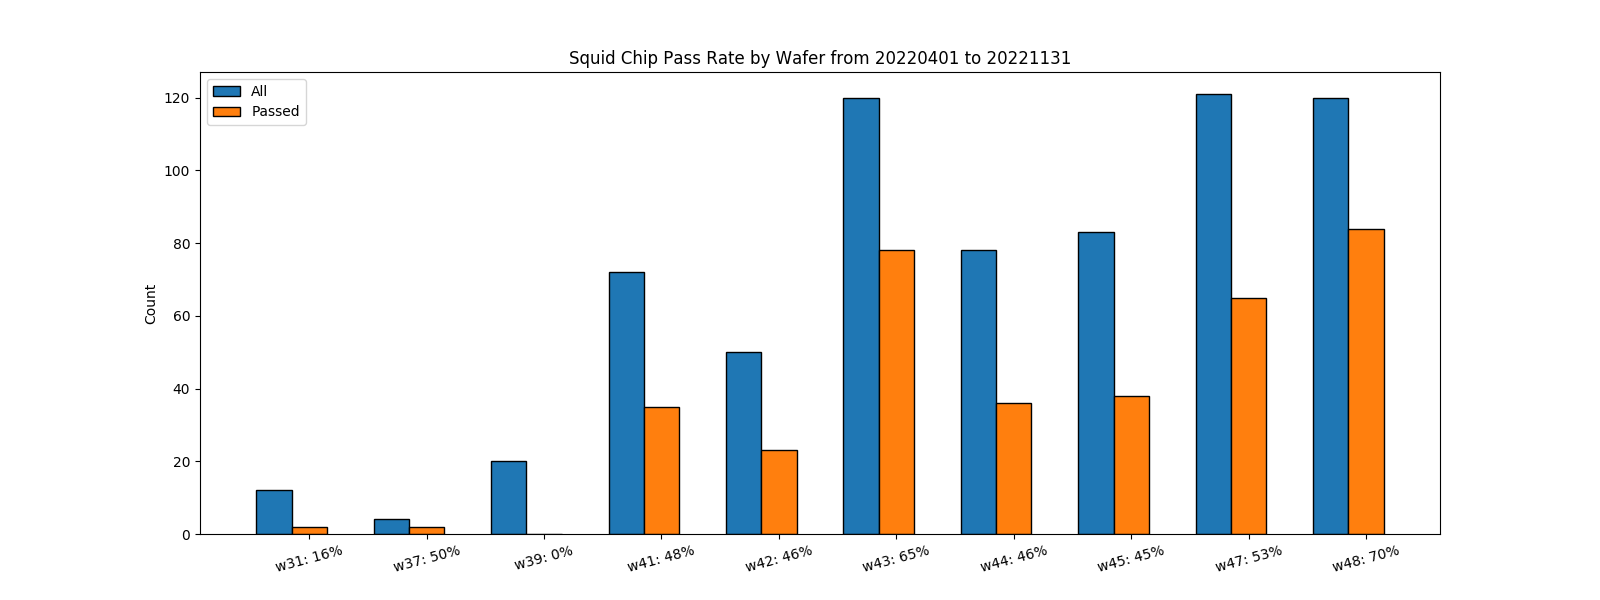 Squid Chip Pass Rate by Wafer from 20220401 to 20221131
All
Passed
120
100
80
60
40
20
0
Count
w31: 16%
w37: 50%
w39: 0%
w41: 48%
w42: 46%
w43: 65%
w44: 46%
w45: 45%
w47: 53%
w48: 70%